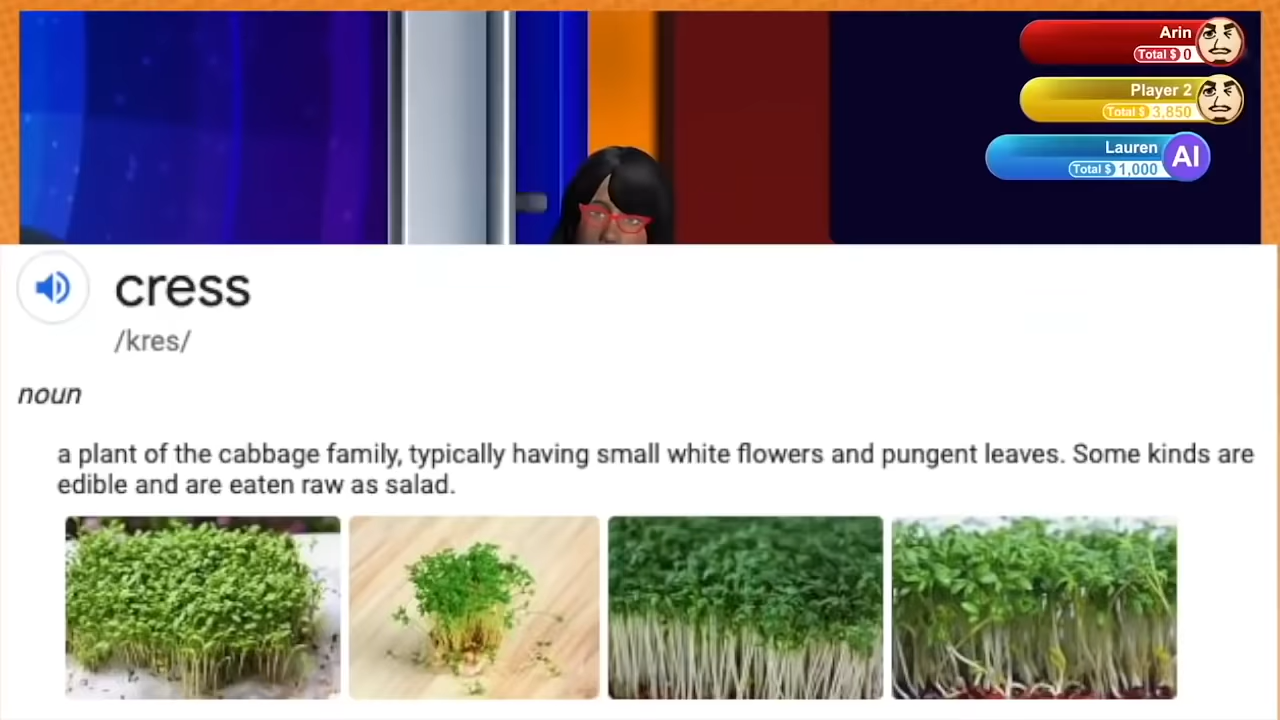 Arin
Total $ 0
Player 2
Total $ 3,850
Lauren
AI
Total $ 1,000
cress
/kres/
noun
a plant of the cabbage family, typically having small white flowers and pungent leaves. Some kinds are
edible and are eaten raw as salad.